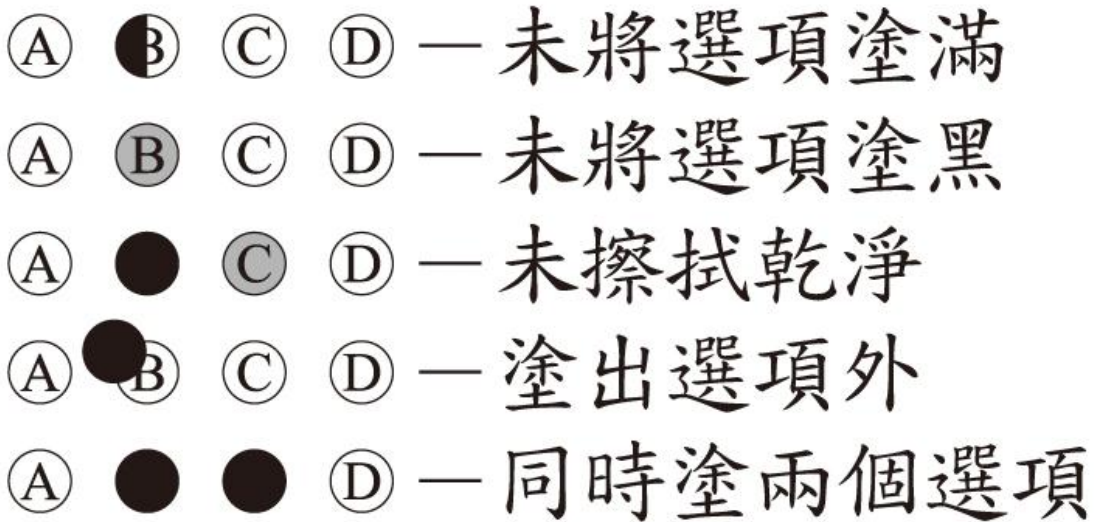 Ⓐ Ⓑ Ⓒ Ⓓ — 未將選項塗滿
Ⓐ Ⓑ Ⓒ Ⓓ — 未將選項塗黑
Ⓐ ● Ⓒ Ⓓ — 未擦拭乾淨
Ⓐ Ⓑ Ⓒ Ⓓ — 塗出選項外
Ⓐ ● ● Ⓓ — 同時塗兩個選項